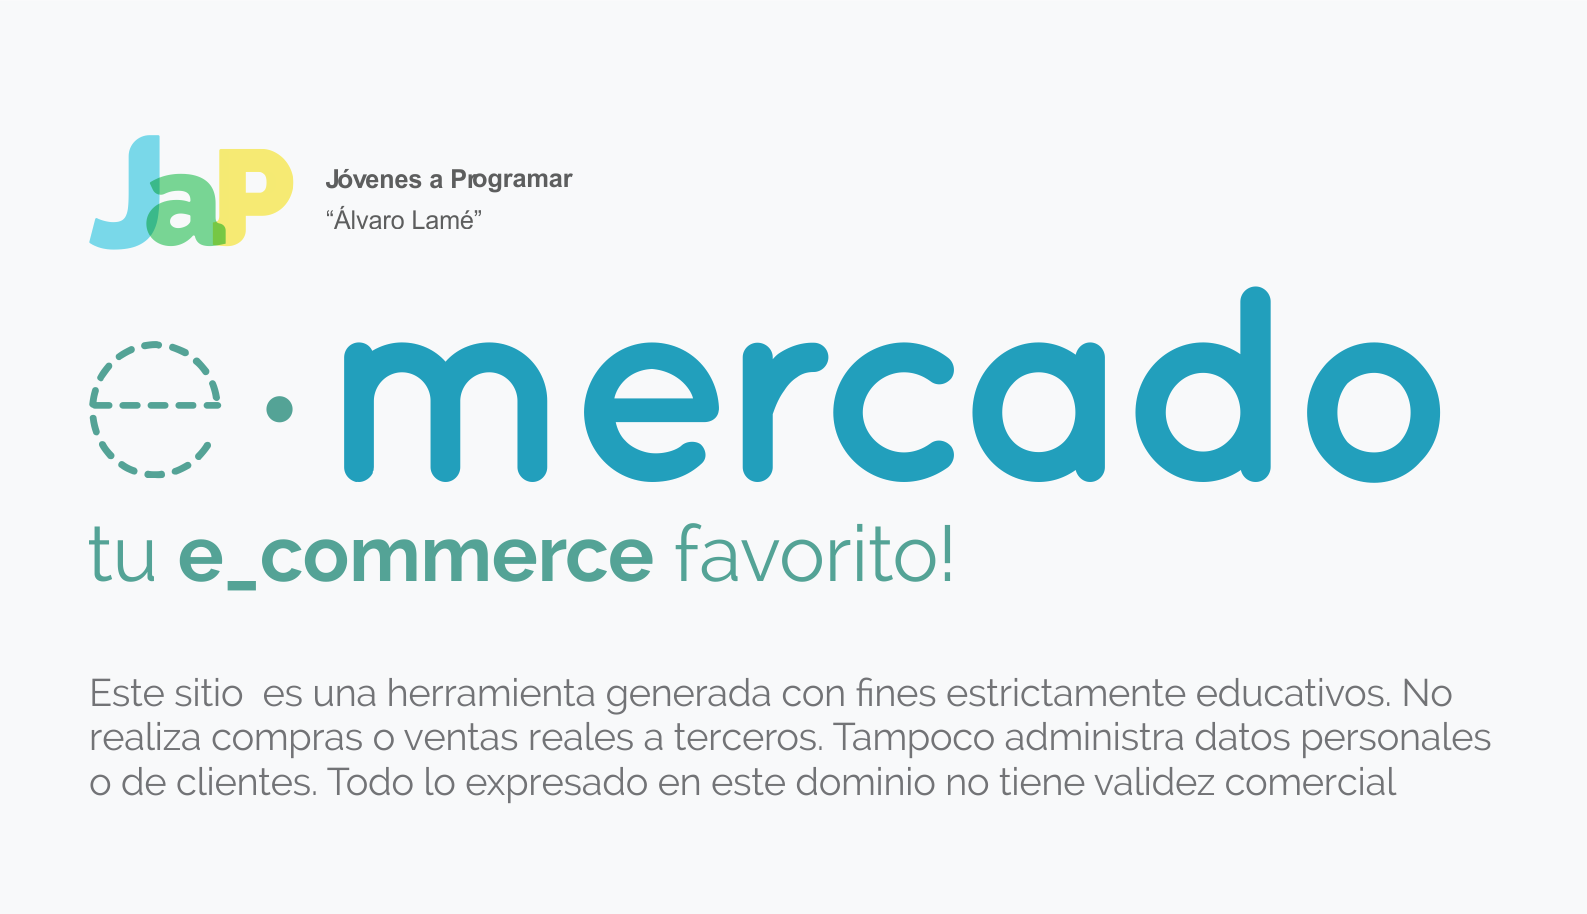 JaP
Jóvenes a Programar
“Álvaro Lamé”
e · mercado
tu e_commerce favorito!
Este sitio  es una herramienta generada con fines estrictamente educativos. No
realiza compras o ventas reales a terceros. Tampoco administra datos personales
o de clientes. Todo lo expresado en este dominio no tiene validez comercial